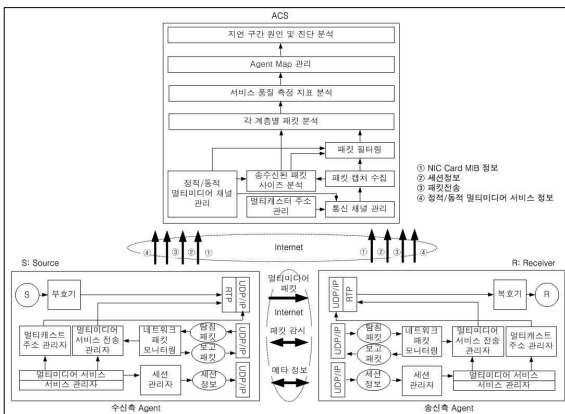 ACS
지연 구간 원인 및 진단 분석
Agent Map 관리
서비스 품질 측정 지표 분석
각 계층별 패킷 분석
패킷 필터링
정적/동적
멀티미디어 채널
관리
송수신된 패킷
사이즈 분석
패킷 캡처 수집
멀티캐스터 주소
관리
통신 채널 관리
① NIC Card MIB 정보
② 세션정보
③ 패킷전송
④ 정적/동적 멀티미디어 서비스 정보
Internet
④ ③ ② ①
① ② ③ ④
S: Source
S
부호기
RTP
UDP/IP
멀티캐스트
주소 관리자
멀티미디어
서비스 전송
관리자
네트워크
패킷
모니터링
탐침
패킷
보고
패킷
UDP/IP
멀티미디어 서비스
서비스 관리자
세션
관리자
세션
정보
UDP/IP
수신측 Agent
멀티미디어
패킷
Internet
패킷 감시
메타 정보
R: Receiver
UDP/IP
RTP
복호기
R
UDP/IP
탐침
패킷
보고
패킷
네트워크
패킷
모니터링
멀티미디어
서비스 전송
관리자
멀티캐스트
주소 관리자
UDP/IP
세션
정보
세션
관리자
멀티미디어 서비스
서비스 관리자
송신측 Agent